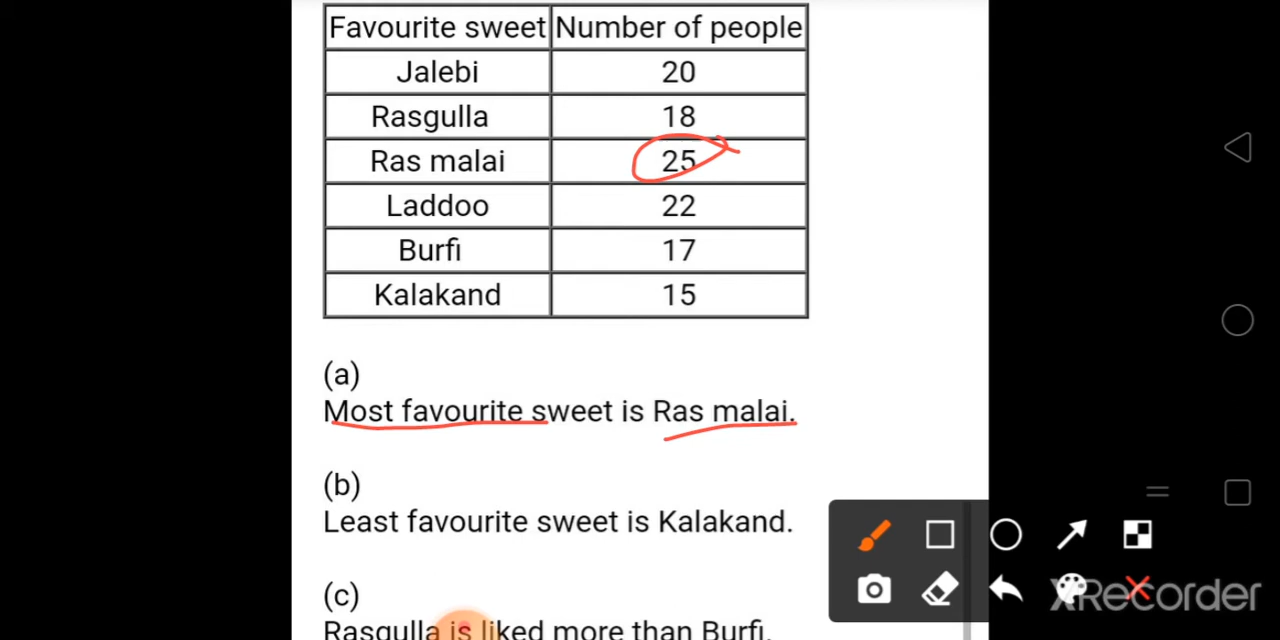 Favourite sweet Number of people
Jalebi 20
Rasgulla 18
Ras malai 25
Laddoo 22
Burfi 17
Kalakand 15
(a)
Most favourite sweet is Ras malai.
(b)
Least favourite sweet is Kalakand.
(c)
Rasgulla is liked more than Burfi.
XRecorder